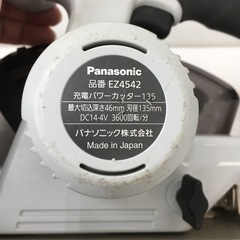 Panasonic
品番 EZ4542
充電パワーカッター135
最大切込深さ46mm 刃径135mm
DC14.4V 3600回転/分
パナソニック株式会社
Made in Japan